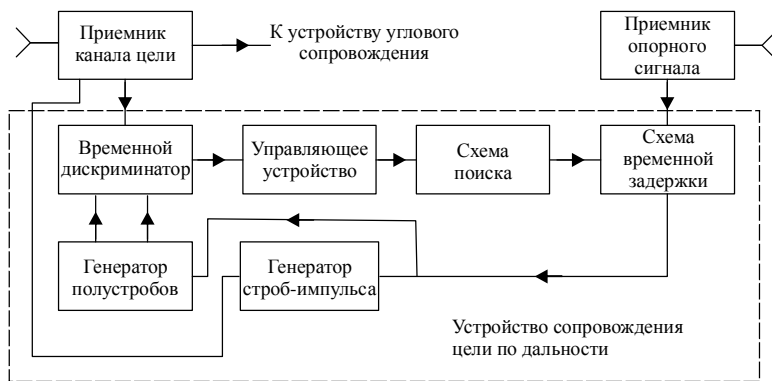 Приемник
канала цели
К устройству углового
сопровождения
Приемник
опорного
сигнала
Временной
дискриминатор
Управляющее
устройство
Схема
поиска
Схема
временной
задержки
Генератор
полустробов
Генератор
строб-импульса
Устройство сопровождения
цели по дальности